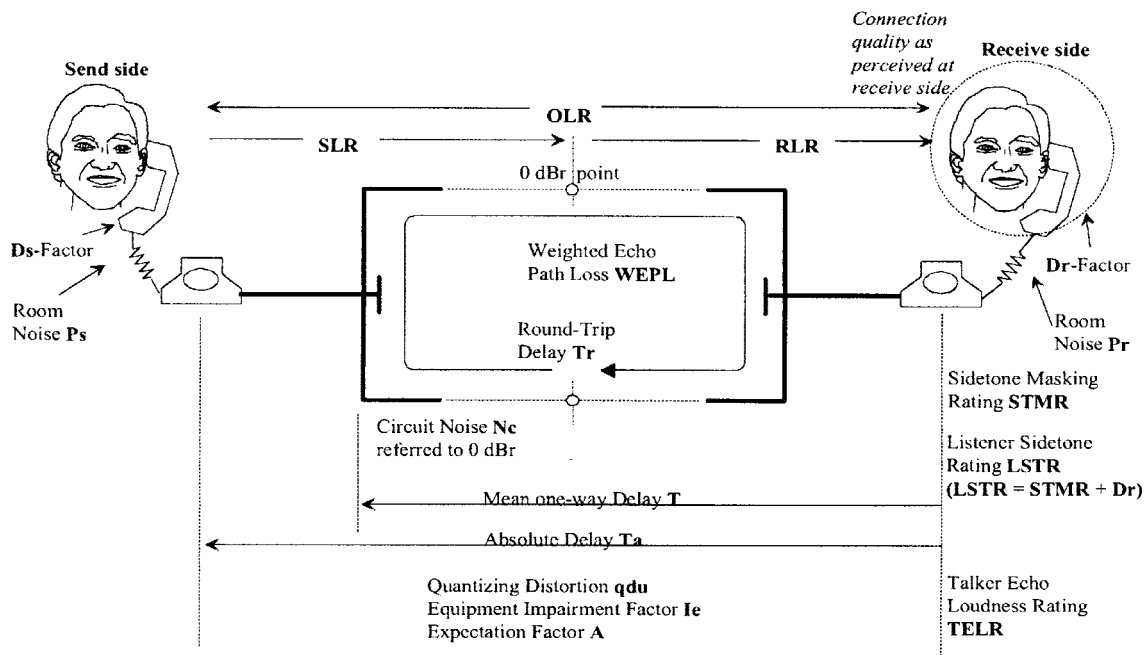 Connection
quality as
perceived at
receive side.
Send side
Receive side
OLR
SLR
RLR
0 dBr point
Weighted Echo
Path Loss WEPL
Ds-Factor
Dr-Factor
Room
Noise Ps
Round-Trip
Delay Tr
Room
Noise Pr
Sidetone Masking
Rating STMR
Circuit Noise Nc
referred to 0 dBr
Listener Sidetone
Rating LSTR
(LSTR = STMR + Dr)
Mean one-way Delay T
Absolute Delay Ta
Quantizing Distortion qdu
Equipment Impairment Factor Ie
Expectation Factor A
Talker Echo
Loudness Rating
TELR